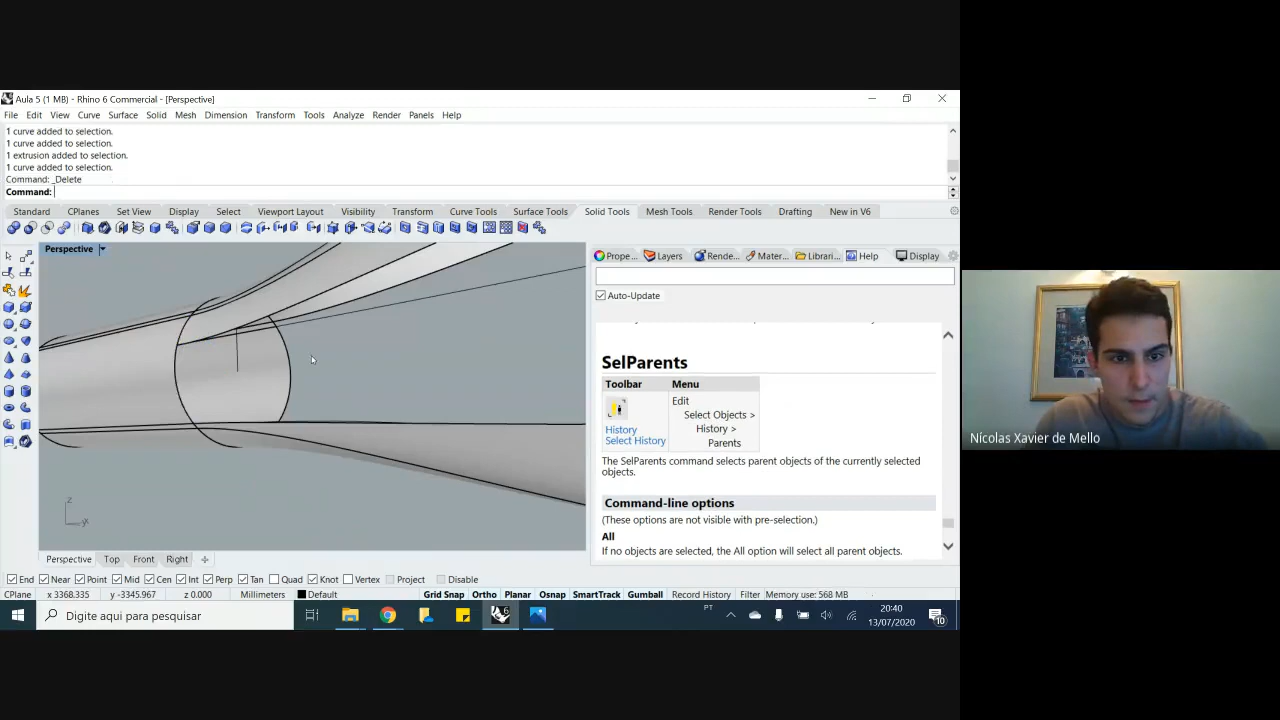 Aula 5 (1 MB) - Rhino 6 Commercial - [Perspective]
File Edit View Curve Surface Solid Mesh Dimension Transform Tools Analyze Render Panels Help
1 curve added to selection.
1 curve added to selection.
1 extrusion added to selection.
1 curve added to selection.
Command: _Delete
Command:
Standard CPlanes Set View Display Select Viewport Layout Visibility Transform Curve Tools Surface Tools Solid Tools Mesh Tools Render Tools Drafting New in V6
Perspective
z
x
Prope... Layers Rende... Mater... Librari... Help Display
Auto-Update
SelParents
Toolbar Menu
Edit
Select Objects >
History >
Parents
History
Select History
The SelParents command selects parent objects of the currently selected
objects.
Command-line options
(These options are not visible with pre-selection.)
All
If no objects are selected, the All option will select all parent objects.
Perspective Top Front Right
End Near Point Mid Cen Int Perp Tan Quad Knot Vertex Project Disable
CPlane x 3368.335 y -3345.967 z 0.000 Millimeters Default Grid Snap Ortho Planar Osnap SmartTrack Gumball Record History Filter Memory use: 568 MB
Digite aqui para pesquisar
6
PT
20:40
13/07/2020
10
Nícolas Xavier de Mello